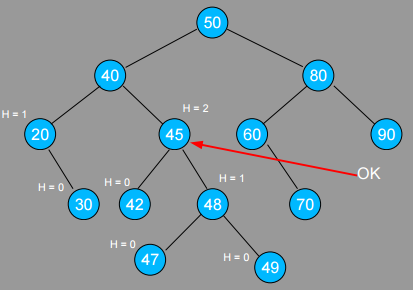 50
40
80
H = 2
H = 1
20
45
60
90
OK
H = 1
H = 0
H = 0
30
42
48
70
H = 0
47
H = 0
49